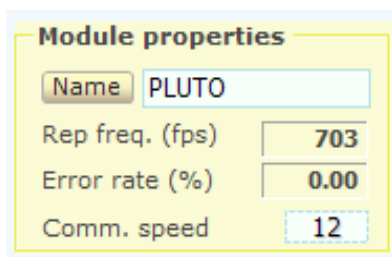 Module properties
Name PLUTO
Rep freq. (fps) 703
Error rate (%) 0.00
Comm. speed 12